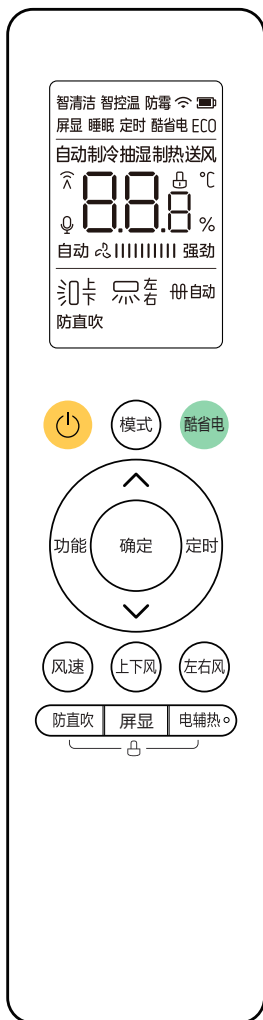 智清洁 智控温 防霉
屏显 睡眠 定时 酷省电 ECO
自动制冷抽湿制热送风
88.8 ℃
%
自动 强劲
左右 自动
防直吹
模式 酷省电
功能 确定 定时
风速 上下风 左右风
防直吹 屏显 电辅热